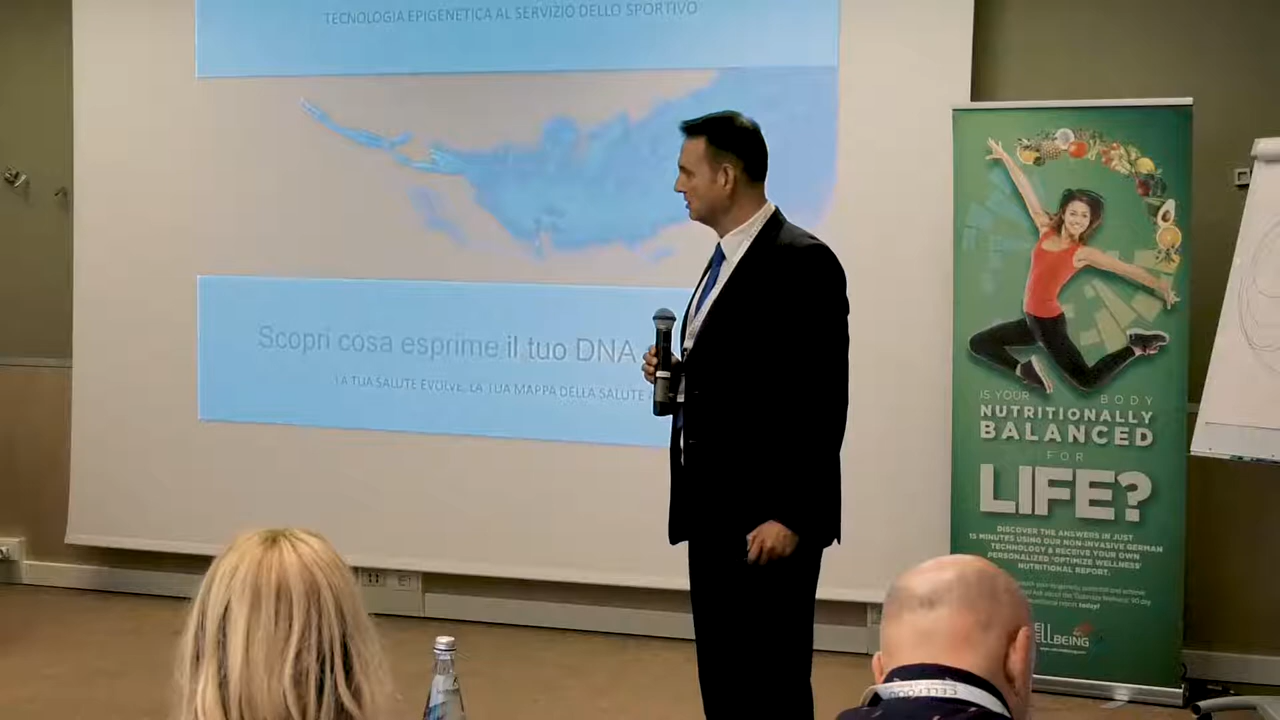 TECNOLOGIA EPIGENETICA AL SERVIZIO DELLO SPORTIVO
Scopri cosa esprime il tuo DNA
LA TUA SALUTE EVOLVE, LA TUA MAPPA DELLA SALUTE
IS YOUR BODY
NUTRITIONALLY
BALANCED
FOR
LIFE?
DISCOVER THE ANSWERS IN JUST
15 MINUTES USING OUR NON-INVASIVE GERMAN
TECHNOLOGY & RECEIVE YOUR OWN
PERSONALIZED 'OPTIMIZE WELLNESS'
NUTRITIONAL REPORT.
today!
CELLFOOD